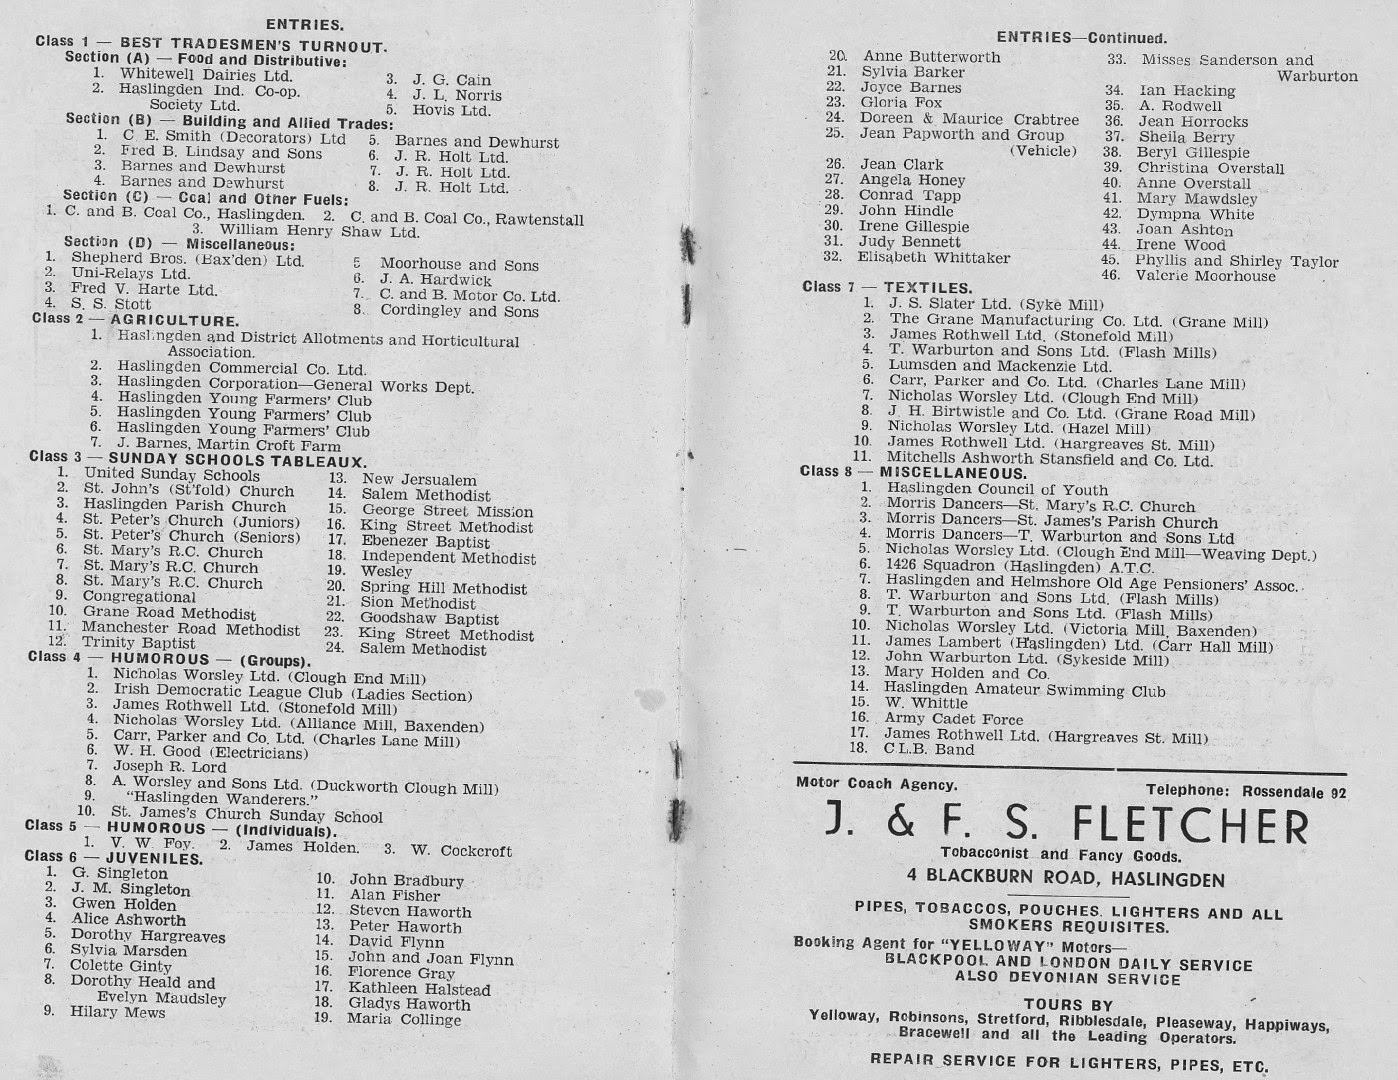 ENTRIES.
Class 1 — BEST TRADESMEN'S TURNOUT.
Section (A) — Food and Distributive:
1. Whitewell Dairies Ltd.
2. Haslingden Ind. Co-op.
Society Ltd.
3. J. G. Cain
4. J. L. Norris
5. Hovis Ltd.
Section (B) — Building and Allied Trades:
1. C. E. Smith (Decorators) Ltd
2. Fred B. Lindsay and Sons
3. Barnes and Dewhurst
4. Barnes and Dewhurst
5. Barnes and Dewhurst
6. J. R. Holt Ltd.
7. J. R. Holt Ltd.
8. J. R. Holt Ltd.
Section (C) — Coal and Other Fuels:
1. C. and B. Coal Co., Haslingden. 2. C. and B. Coal Co., Rawtenstall
3. William Henry Shaw Ltd.
Section (D) — Miscellaneous:
1. Shepherd Bros. (Bax'den) Ltd.
2. Uni-Relays Ltd.
3. Fred V. Harte Ltd.
4. S. S. Stott
5 Moorhouse and Sons
6. J. A. Hardwick
7. C. and B. Motor Co. Ltd.
8. Cordingley and Sons
Class 2 — AGRICULTURE.
1. Haslingden and District Allotments and Horticultural
Association.
2. Haslingden Commercial Co. Ltd.
3. Haslingden Corporation—General Works Dept.
4. Haslingden Young Farmers' Club
5. Haslingden Young Farmers' Club
6. Haslingden Young Farmers' Club
7. J. Barnes, Martin Croft Farm
Class 3 — SUNDAY SCHOOLS TABLEAUX.
1. United Sunday Schools
2. St. John's (St'fold) Church
3. Haslingden Parish Church
4. St. Peter's Church (Juniors)
5. St. Peter's Church (Seniors)
6. St. Mary's R.C. Church
7. St. Mary's R.C. Church
8. St. Mary's R.C. Church
9. Congregational
10. Grane Road Methodist
11. Manchester Road Methodist
12. Trinity Baptist
13. New Jersualem
14. Salem Methodist
15. George Street Mission
16. King Street Methodist
17. Ebenezer Baptist
18. Independent Methodist
19. Wesley
20. Spring Hill Methodist
21. Sion Methodist
22. Goodshaw Baptist
23. King Street Methodist
24. Salem Methodist
Class 4 — HUMOROUS — (Groups).
1. Nicholas Worsley Ltd. (Clough End Mill)
2. Irish Democratic League Club (Ladies Section)
3. James Rothwell Ltd. (Stonefold Mill)
4. Nicholas Worsley Ltd. (Alliance Mill, Baxenden)
5. Carr, Parker and Co. Ltd. (Charles Lane Mill)
6. W. H. Good (Electricians)
7. Joseph R. Lord
8. A. Worsley and Sons Ltd. (Duckworth Clough Mill)
9. "Haslingden Wanderers."
10. St. James's Church Sunday School
Class 5 — HUMOROUS — (Individuals).
1. V. W. Foy. 2. James Holden. 3. W. Cockcroft
Class 6 — JUVENILES.
1. G. Singleton
2. J. M. Singleton
3. Gwen Holden
4. Alice Ashworth
5. Dorothy Hargreaves
6. Sylvia Marsden
7. Colette Ginty
8. Dorothy Heald and
Evelyn Maudsley
9. Hilary Mews
10. John Bradbury
11. Alan Fisher
12. Steven Haworth
13. Peter Haworth
14. David Flynn
15. John and Joan Flynn
16. Florence Gray
17. Kathleen Halstead
18. Gladys Haworth
19. Maria Collinge
ENTRIES—Continued.
20. Anne Butterworth
21. Sylvia Barker
22. Joyce Barnes
23. Gloria Fox
24. Doreen & Maurice Crabtree
25. Jean Papworth and Group
(Vehicle)
26. Jean Clark
27. Angela Honey
28. Conrad Tapp
29. John Hindle
30. Irene Gillespie
31. Judy Bennett
32. Elisabeth Whittaker
33. Misses Sanderson and
Warburton
34. Ian Hacking
35. A. Rodwell
36. Jean Horrocks
37. Sheila Berry
38. Beryl Gillespie
39. Christina Overstall
40. Anne Overstall
41. Mary Mawdsley
42. Dympna White
43. Joan Ashton
44. Irene Wood
45. Phyllis and Shirley Taylor
46. Valerie Moorhouse
Class 7 — TEXTILES.
1. J. S. Slater Ltd. (Syke Mill)
2. The Grane Manufacturing Co. Ltd. (Grane Mill)
3. James Rothwell Ltd. (Stonefold Mill)
4. T. Warburton and Sons Ltd. (Flash Mills)
5. Lumsden and Mackenzie Ltd.
6. Carr, Parker and Co. Ltd. (Charles Lane Mill)
7. Nicholas Worsley Ltd. (Clough End Mill)
8. J. H. Birtwistle and Co. Ltd. (Grane Road Mill)
9. Nicholas Worsley Ltd. (Hazel Mill)
10. James Rothwell Ltd. (Hargreaves St. Mill)
11. Mitchells Ashworth Stansfield and Co. Ltd.
Class 8 — MISCELLANEOUS.
1. Haslingden Council of Youth
2. Morris Dancers—St. Mary's R.C. Church
3. Morris Dancers—St. James's Parish Church
4. Morris Dancers—T. Warburton and Sons Ltd
5. Nicholas Worsley Ltd. (Clough End Mill—Weaving Dept.)
6. 1426 Squadron (Haslingden) A.T.C.
7. Haslingden and Helmshore Old Age Pensioners' Assoc.
8. T. Warburton and Sons Ltd. (Flash Mills)
9. T. Warburton and Sons Ltd. (Flash Mills)
10. Nicholas Worsley Ltd. (Victoria Mill, Baxenden)
11. James Lambert (Haslingden) Ltd. (Carr Hall Mill)
12. John Warburton Ltd. (Sykeside Mill)
13. Mary Holden and Co.
14. Haslingden Amateur Swimming Club
15. W. Whittle
16. Army Cadet Force
17. James Rothwell Ltd. (Hargreaves St. Mill)
18. C L.B. Band
Motor Coach Agency. Telephone: Rossendale 92
J. & F. S. FLETCHER
Tobacconist and Fancy Goods.
4 BLACKBURN ROAD, HASLINGDEN
PIPES, TOBACCOS, POUCHES. LIGHTERS AND ALL
SMOKERS REQUISITES.
Booking Agent for "YELLOWAY" Motors—
BLACKPOOL AND LONDON DAILY SERVICE
ALSO DEVONIAN SERVICE
TOURS BY
Yelloway, Robinsons, Stretford, Ribblesdale, Pleaseway, Happiways,
Bracewell and all the Leading Operators.
REPAIR SERVICE FOR LIGHTERS, PIPES, ETC.